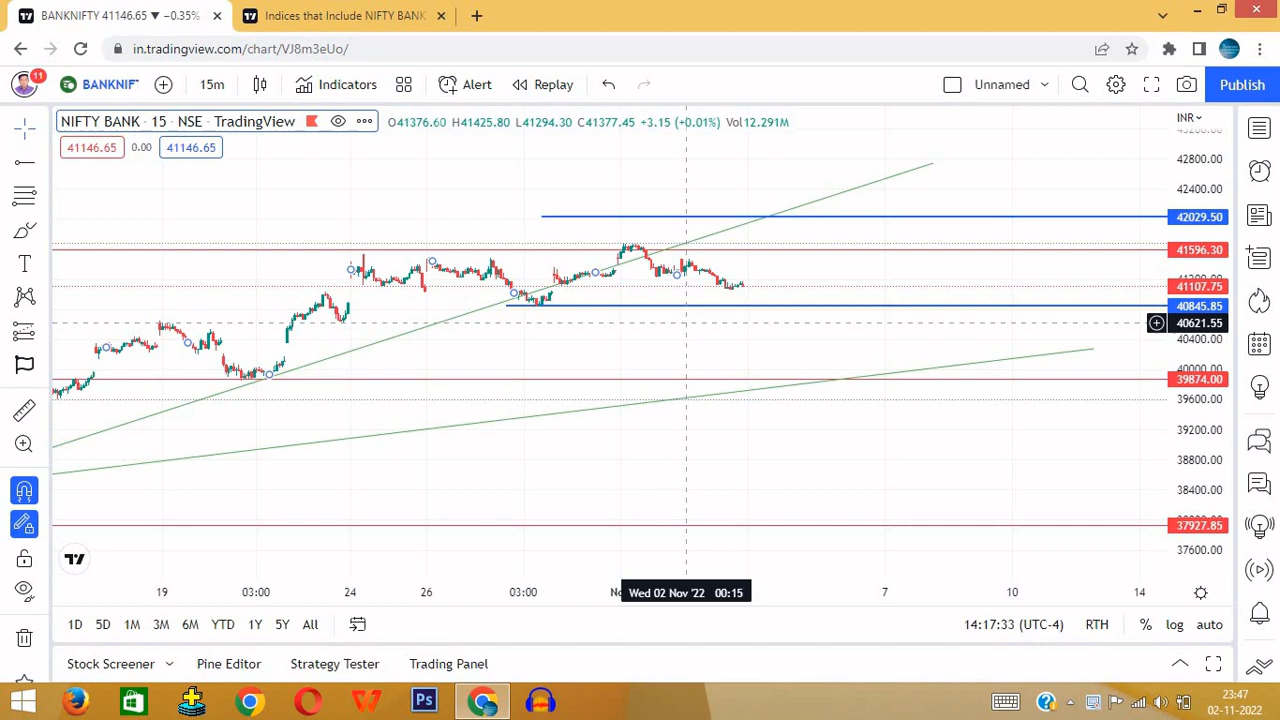 BANKNIFTY 41146.65 ▼ −0.35%
Indices that Include NIFTY BANK
in.tradingview.com/chart/VJ8m3eUo/
11
BANKNIF
15m
Indicators
Alert
Replay
Unnamed
Publish
NIFTY BANK · 15 · NSE · TradingView
O41376.60 H41425.80 L41294.30 C41377.45 +3.15 (+0.01%) Vol12.291M
INR
41146.65
0.00
41146.65
42800.00
42400.00
42029.50
41596.30
41107.75
40845.85
40621.55
40400.00
40000.00
39874.00
39600.00
39200.00
38800.00
38400.00
37927.85
37600.00
19
03:00
24
26
03:00
Wed 02 Nov '22 00:15
7
10
14
1D 5D 1M 3M 6M YTD 1Y 5Y All
14:17:33 (UTC-4)
RTH
%
log
auto
Stock Screener
Pine Editor
Strategy Tester
Trading Panel
23:47
02-11-2022